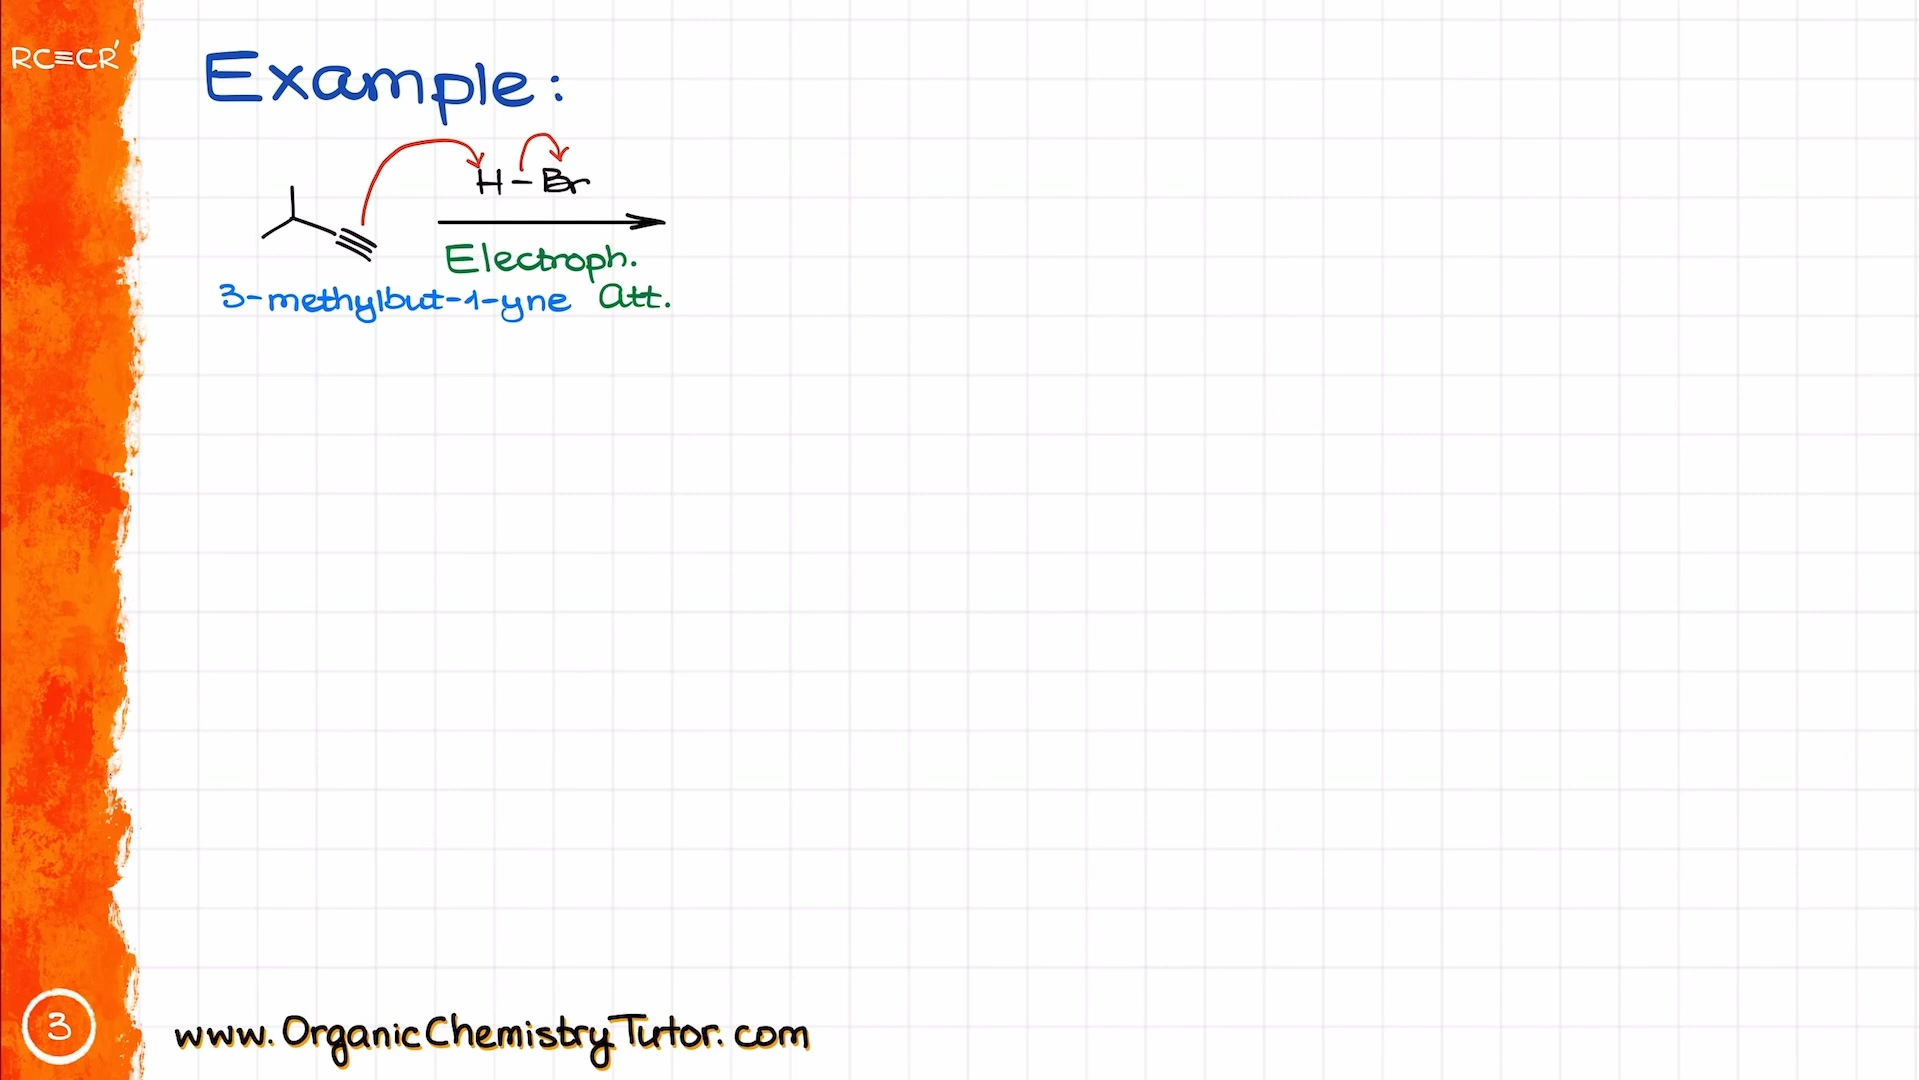 RC≡CR'
Example:
H-Br
Electroph.
3-methylbut-1-yne Att.
3
www.OrganicChemistryTutor.com